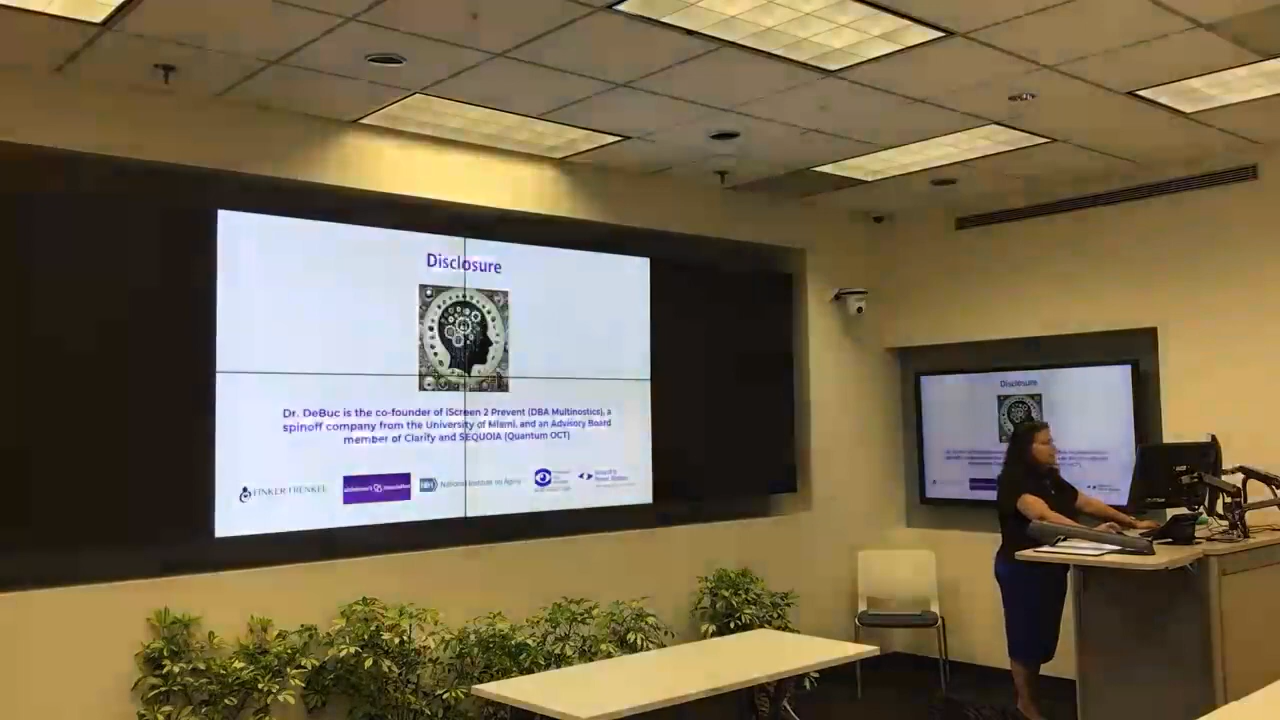 Disclosure
Dr. DeBuc is the co-founder of iScreen 2 Prevent (DBA Multinostics), a
spinoff company from the University of Miami, and an Advisory Board
member of Clarify and SEQUOIA (Quantum OCT)
FINKER FRENKEL
alzheimer's association
NIH National Institute on Aging
Disclosure